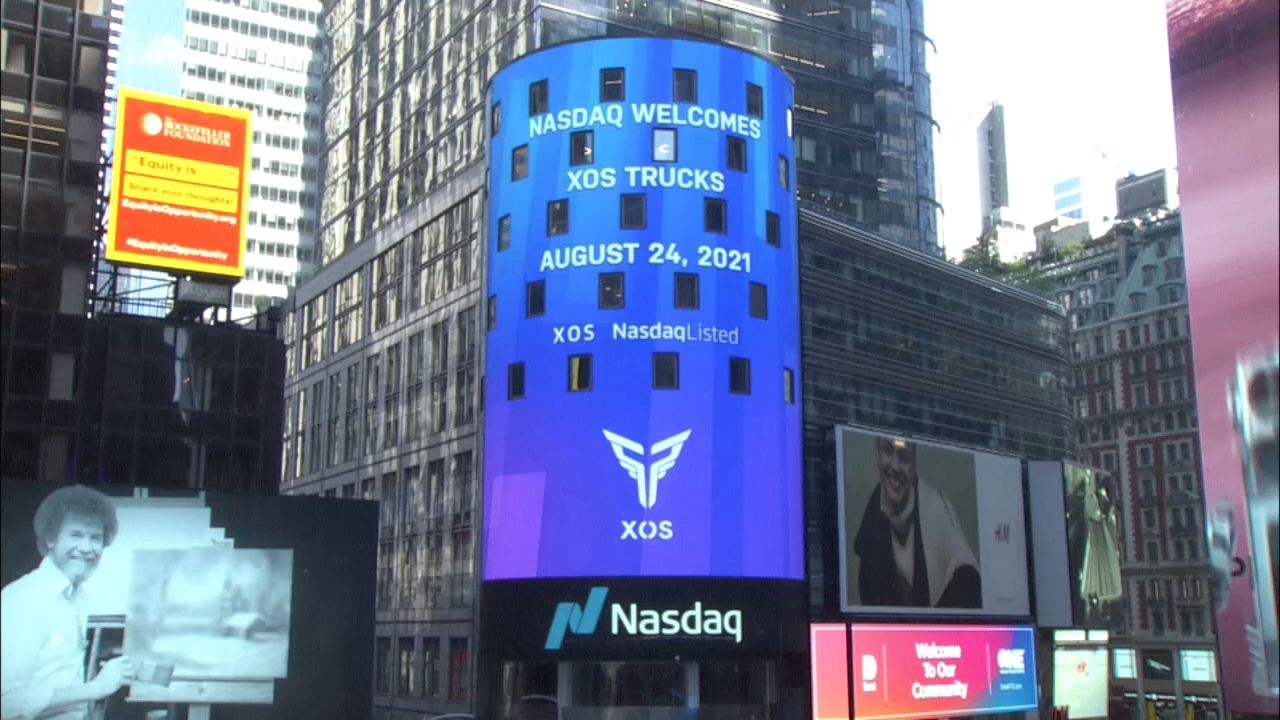 THE
ROCKEFELLER
FOUNDATION
"Equity is
Share your thoughts!
EquityIsOpportunity.org
#EquityIsOpportunity
NASDAQ WELCOMES
XOS TRUCKS
AUGUST 24, 2021
XOS NasdaqListed
XOS
Nasdaq
H&M
Welcome
To Our
Community